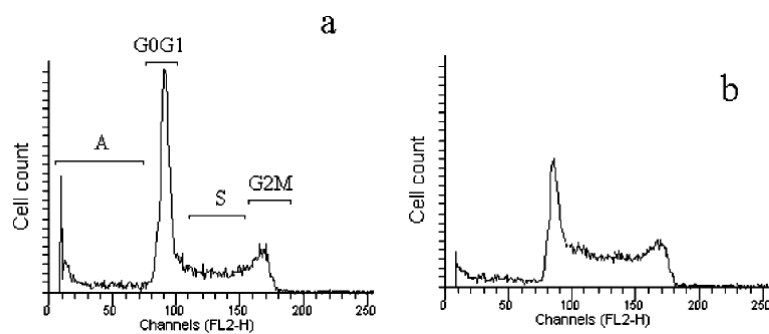 a
G0G1
A
S
G2M
Cell count
0 50 100 150 200 250
Channels (FL2-H)
b
Cell count
0 50 100 150 200 250
Channels (FL2-H)